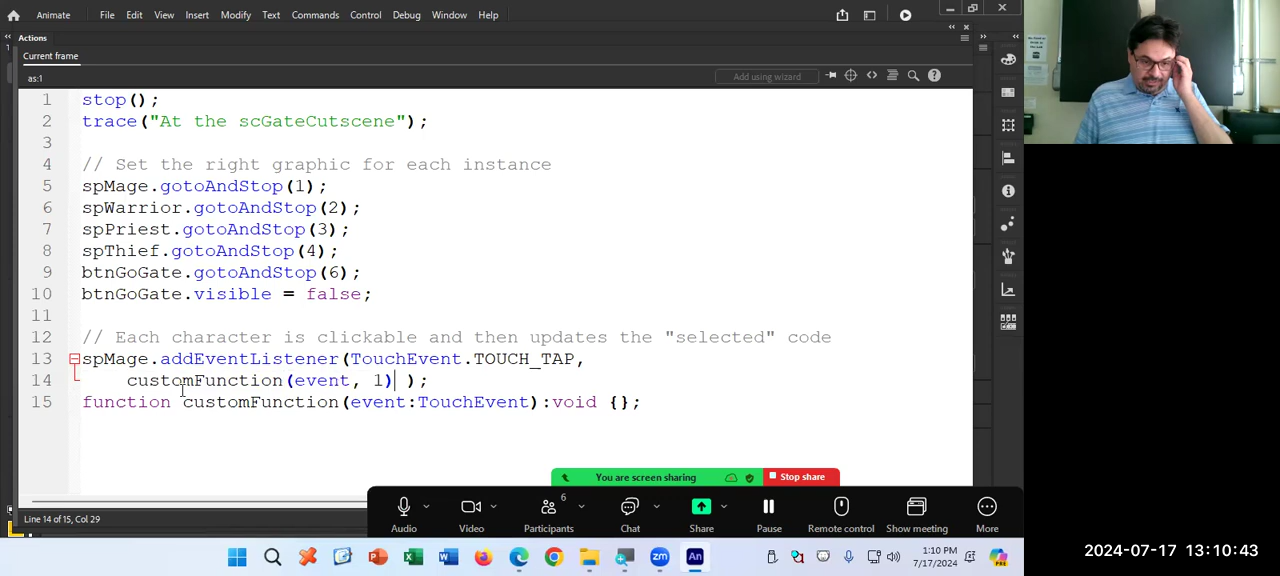 Animate File Edit View Insert Modify Text Commands Control Debug Window Help
Actions
Current frame
as:1
Add using wizard
1 stop();
2 trace("At the scGateCutscene");
3
4 // Set the right graphic for each instance
5 spMage.gotoAndStop(1);
6 spWarrior.gotoAndStop(2);
7 spPriest.gotoAndStop(3);
8 spThief.gotoAndStop(4);
9 btnGoGate.gotoAndStop(6);
10 btnGoGate.visible = false;
11
12 // Each character is clickable and then updates the "selected" code
13 spMage.addEventListener(TouchEvent.TOUCH_TAP,
14 customFunction(event, 1) );
15 function customFunction(event:TouchEvent):void {};
You are screen sharing Stop share
6
Audio Video Participants Chat Share Pause Remote control Show meeting More
Line 14 of 15, Col 29
zm An
1:10 PM
7/17/2024
PRE
2024-07-17 13:10:43